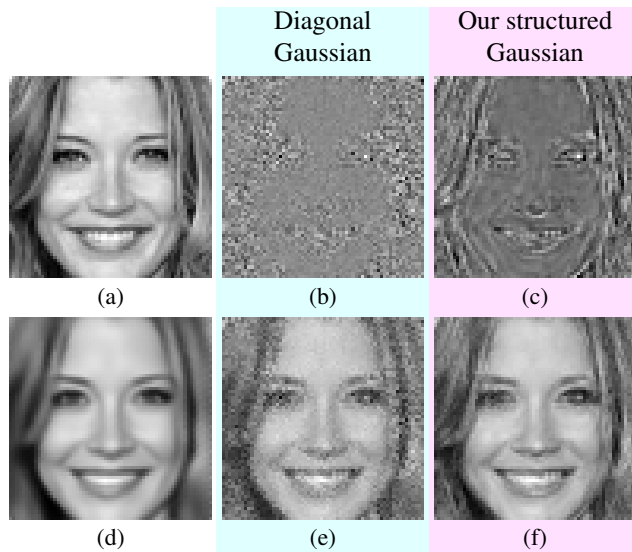 Diagonal
Gaussian
Our structured
Gaussian
(a)
(b)
(c)
(d)
(e)
(f)